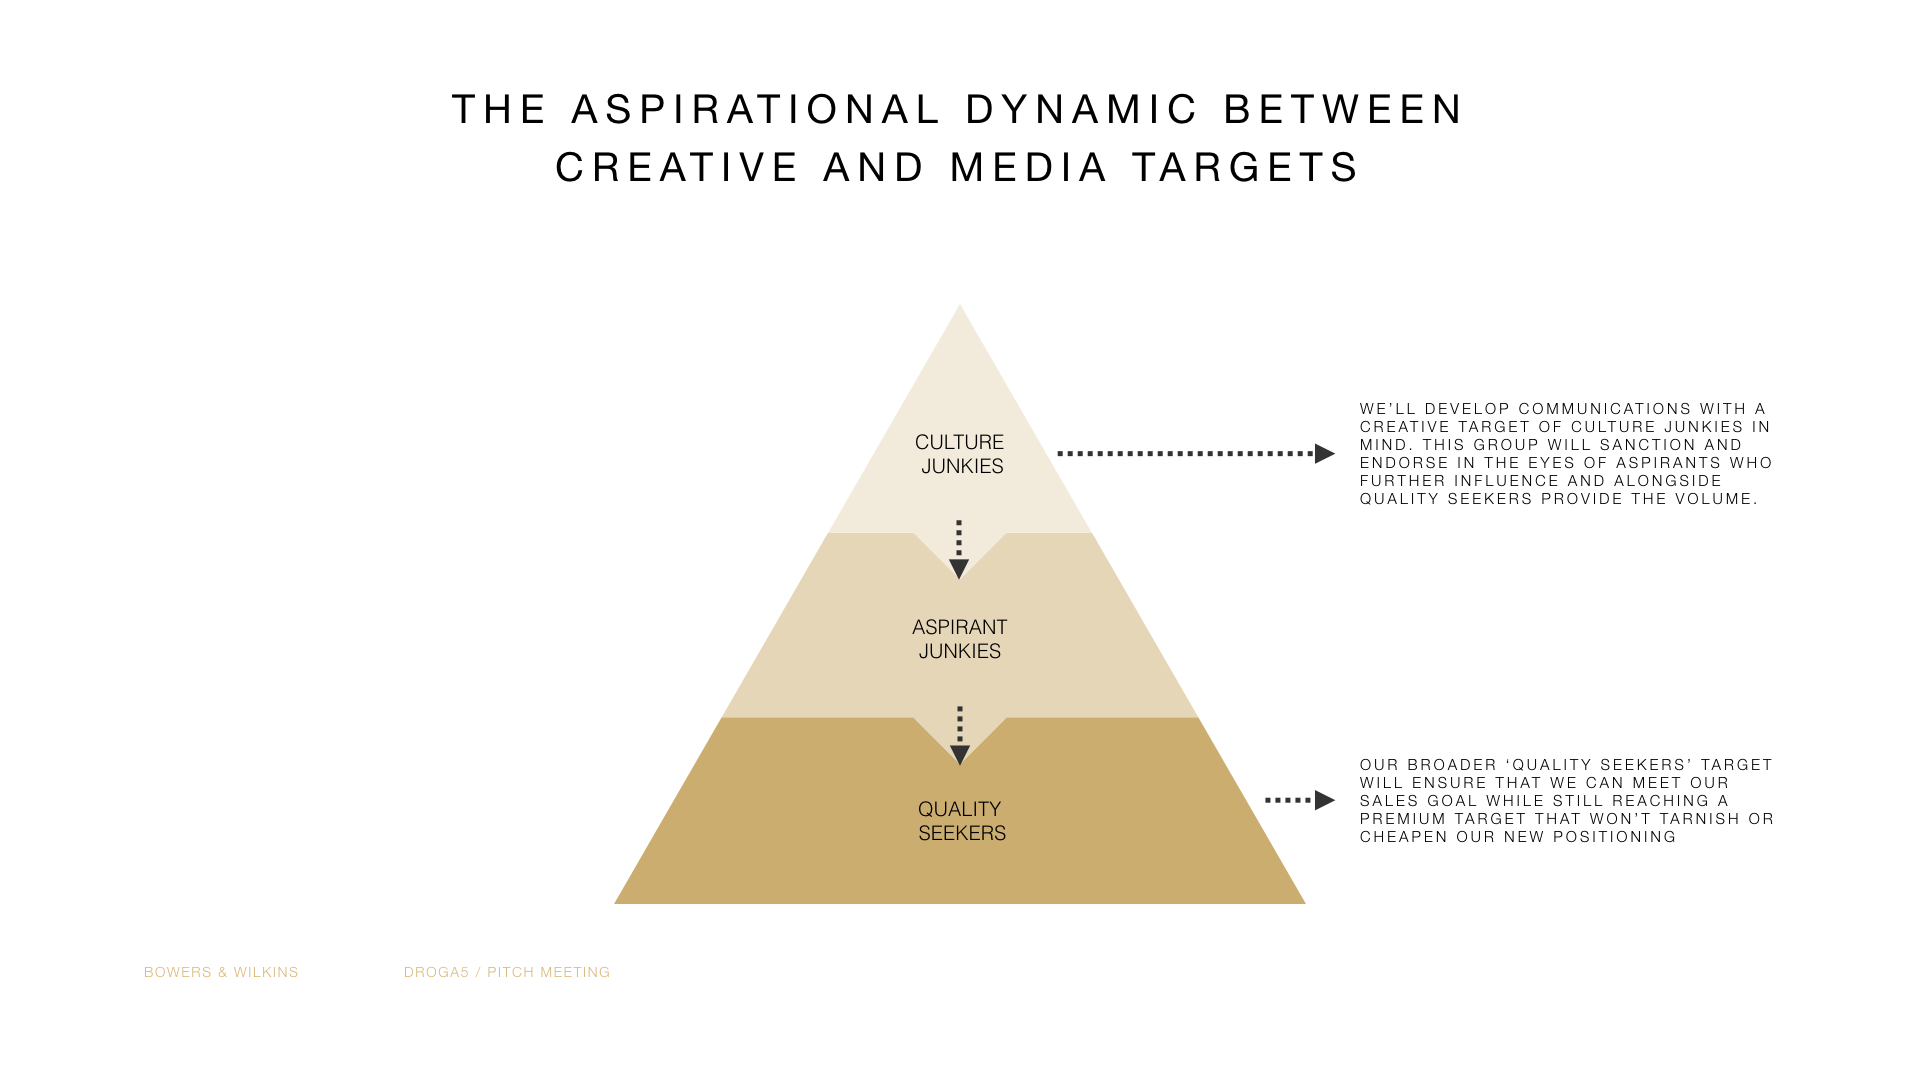 THE ASPIRATIONAL DYNAMIC BETWEEN
CREATIVE AND MEDIA TARGETS
CULTURE
JUNKIES
WE’LL DEVELOP COMMUNICATIONS WITH A
CREATIVE TARGET OF CULTURE JUNKIES IN
MIND. THIS GROUP WILL SANCTION AND
ENDORSE IN THE EYES OF ASPIRANTS WHO
FURTHER INFLUENCE AND ALONGSIDE
QUALITY SEEKERS PROVIDE THE VOLUME.
ASPIRANT
JUNKIES
QUALITY
SEEKERS
OUR BROADER ‘QUALITY SEEKERS’ TARGET
WILL ENSURE THAT WE CAN MEET OUR
SALES GOAL WHILE STILL REACHING A
PREMIUM TARGET THAT WON’T TARNISH OR
CHEAPEN OUR NEW POSITIONING
BOWERS & WILKINS
DROGA5 / PITCH MEETING